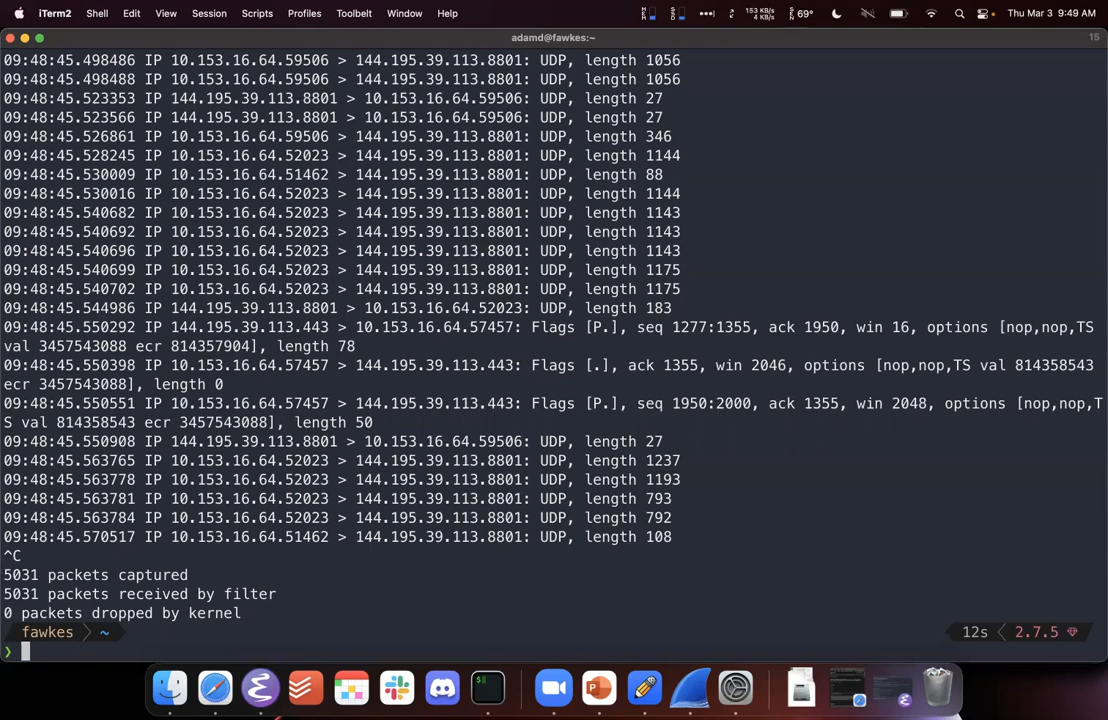 iTerm2 Shell Edit View Session Scripts Profiles Toolbelt Window Help 153 KB/s 4 KB/s 69° Thu Mar 3 9:49 AM
adamd@fawkes:~ 15
09:48:45.498486 IP 10.153.16.64.59506 > 144.195.39.113.8801: UDP, length 1056
09:48:45.498488 IP 10.153.16.64.59506 > 144.195.39.113.8801: UDP, length 1056
09:48:45.523353 IP 144.195.39.113.8801 > 10.153.16.64.59506: UDP, length 27
09:48:45.523566 IP 144.195.39.113.8801 > 10.153.16.64.59506: UDP, length 27
09:48:45.526861 IP 10.153.16.64.59506 > 144.195.39.113.8801: UDP, length 346
09:48:45.528245 IP 10.153.16.64.52023 > 144.195.39.113.8801: UDP, length 1144
09:48:45.530009 IP 10.153.16.64.51462 > 144.195.39.113.8801: UDP, length 88
09:48:45.530016 IP 10.153.16.64.52023 > 144.195.39.113.8801: UDP, length 1144
09:48:45.540682 IP 10.153.16.64.52023 > 144.195.39.113.8801: UDP, length 1143
09:48:45.540692 IP 10.153.16.64.52023 > 144.195.39.113.8801: UDP, length 1143
09:48:45.540696 IP 10.153.16.64.52023 > 144.195.39.113.8801: UDP, length 1143
09:48:45.540699 IP 10.153.16.64.52023 > 144.195.39.113.8801: UDP, length 1175
09:48:45.540702 IP 10.153.16.64.52023 > 144.195.39.113.8801: UDP, length 1175
09:48:45.544986 IP 144.195.39.113.8801 > 10.153.16.64.52023: UDP, length 183
09:48:45.550292 IP 144.195.39.113.443 > 10.153.16.64.57457: Flags [P.], seq 1277:1355, ack 1950, win 16, options [nop,nop,TS
val 3457543088 ecr 814357904], length 78
09:48:45.550398 IP 10.153.16.64.57457 > 144.195.39.113.443: Flags [.], ack 1355, win 2046, options [nop,nop,TS val 814358543
ecr 3457543088], length 0
09:48:45.550551 IP 10.153.16.64.57457 > 144.195.39.113.443: Flags [P.], seq 1950:2000, ack 1355, win 2048, options [nop,nop,T
S val 814358543 ecr 3457543088], length 50
09:48:45.550908 IP 144.195.39.113.8801 > 10.153.16.64.59506: UDP, length 27
09:48:45.563765 IP 10.153.16.64.52023 > 144.195.39.113.8801: UDP, length 1237
09:48:45.563778 IP 10.153.16.64.52023 > 144.195.39.113.8801: UDP, length 1193
09:48:45.563781 IP 10.153.16.64.52023 > 144.195.39.113.8801: UDP, length 793
09:48:45.563784 IP 10.153.16.64.52023 > 144.195.39.113.8801: UDP, length 792
09:48:45.570517 IP 10.153.16.64.51462 > 144.195.39.113.8801: UDP, length 108
^C
5031 packets captured
5031 packets received by filter
0 packets dropped by kernel
fawkes ~ 12s 2.7.5
❯